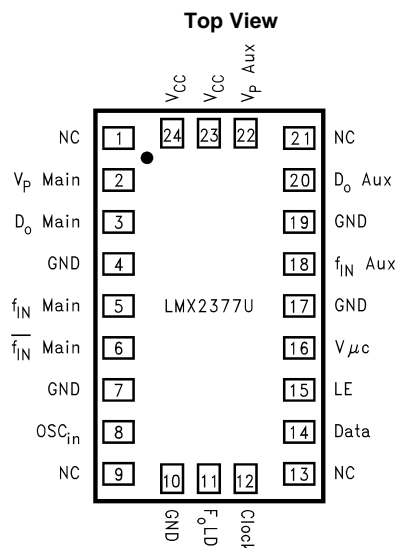 Top View
V_CC V_CC V_P Aux
24 23 22
NC 1 21 NC
V_P Main 2 20 D_o Aux
D_o Main 3 19 GND
GND 4 18 f_IN Aux
f_IN Main 5 LMX2377U 17 GND
f̅_I̅N̅ Main 6 16 Vμc
GND 7 15 LE
OSC_in 8 14 Data
NC 9 13 NC
10 11 12
GND F_oLD Clock